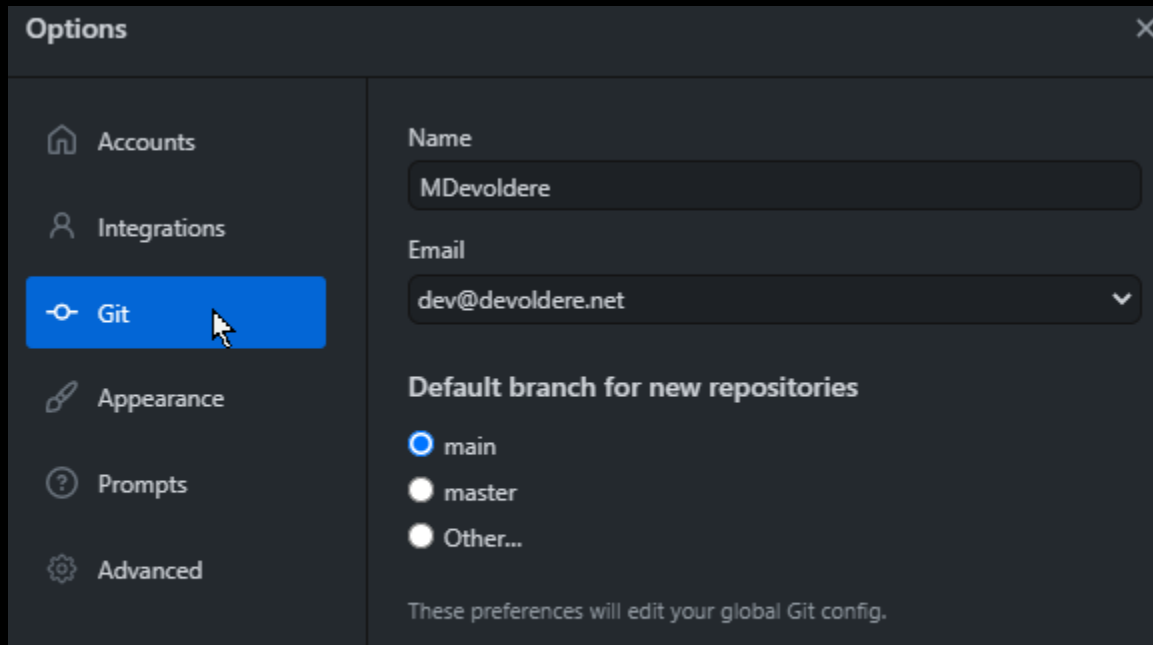 Options
Accounts
Integrations
Git
Appearance
Prompts
Advanced
Name
MDevoldere
Email
dev@devoldere.net
Default branch for new repositories
main
master
Other...
These preferences will edit your global Git config.